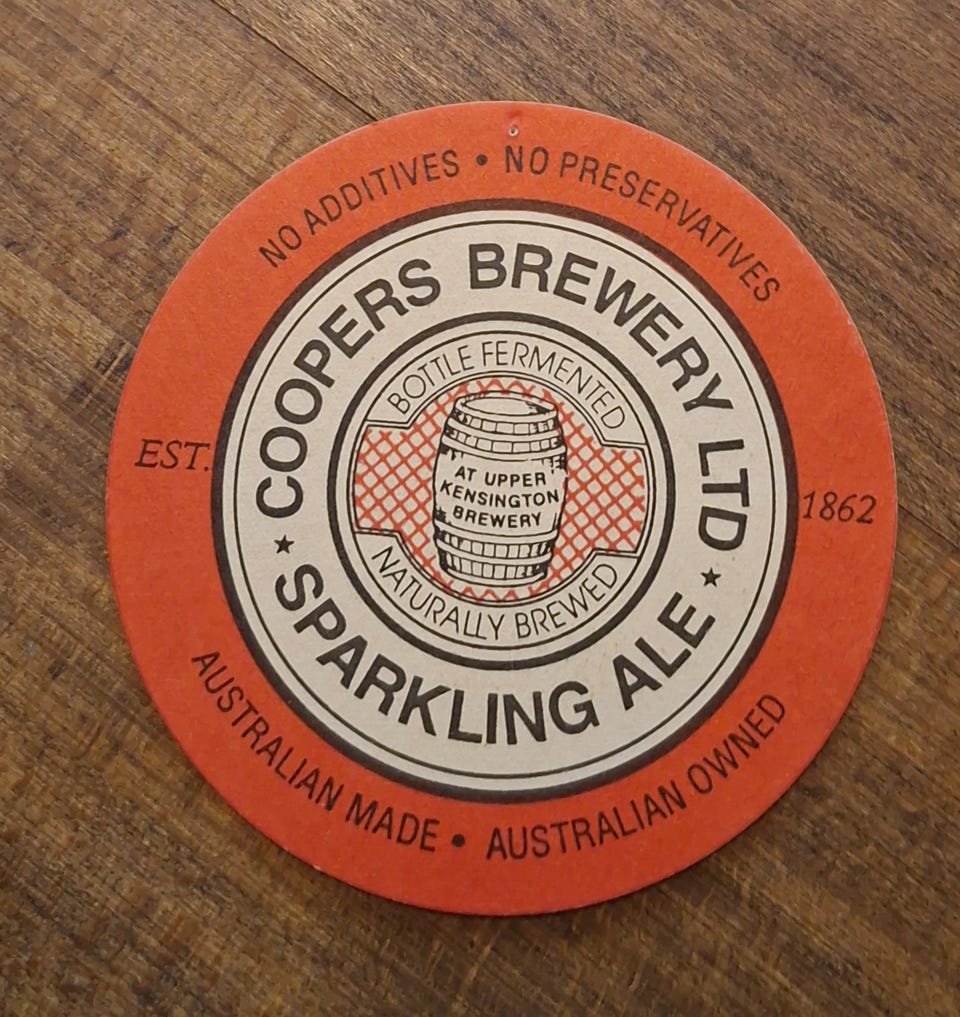 NO ADDITIVES • NO PRESERVATIVES
COOPERS BREWERY LTD
BOTTLE FERMENTED
EST.
1862
AT UPPER
KENSINGTON
BREWERY
NATURALLY BREWED
★ SPARKLING ALE ★
AUSTRALIAN MADE • AUSTRALIAN OWNED